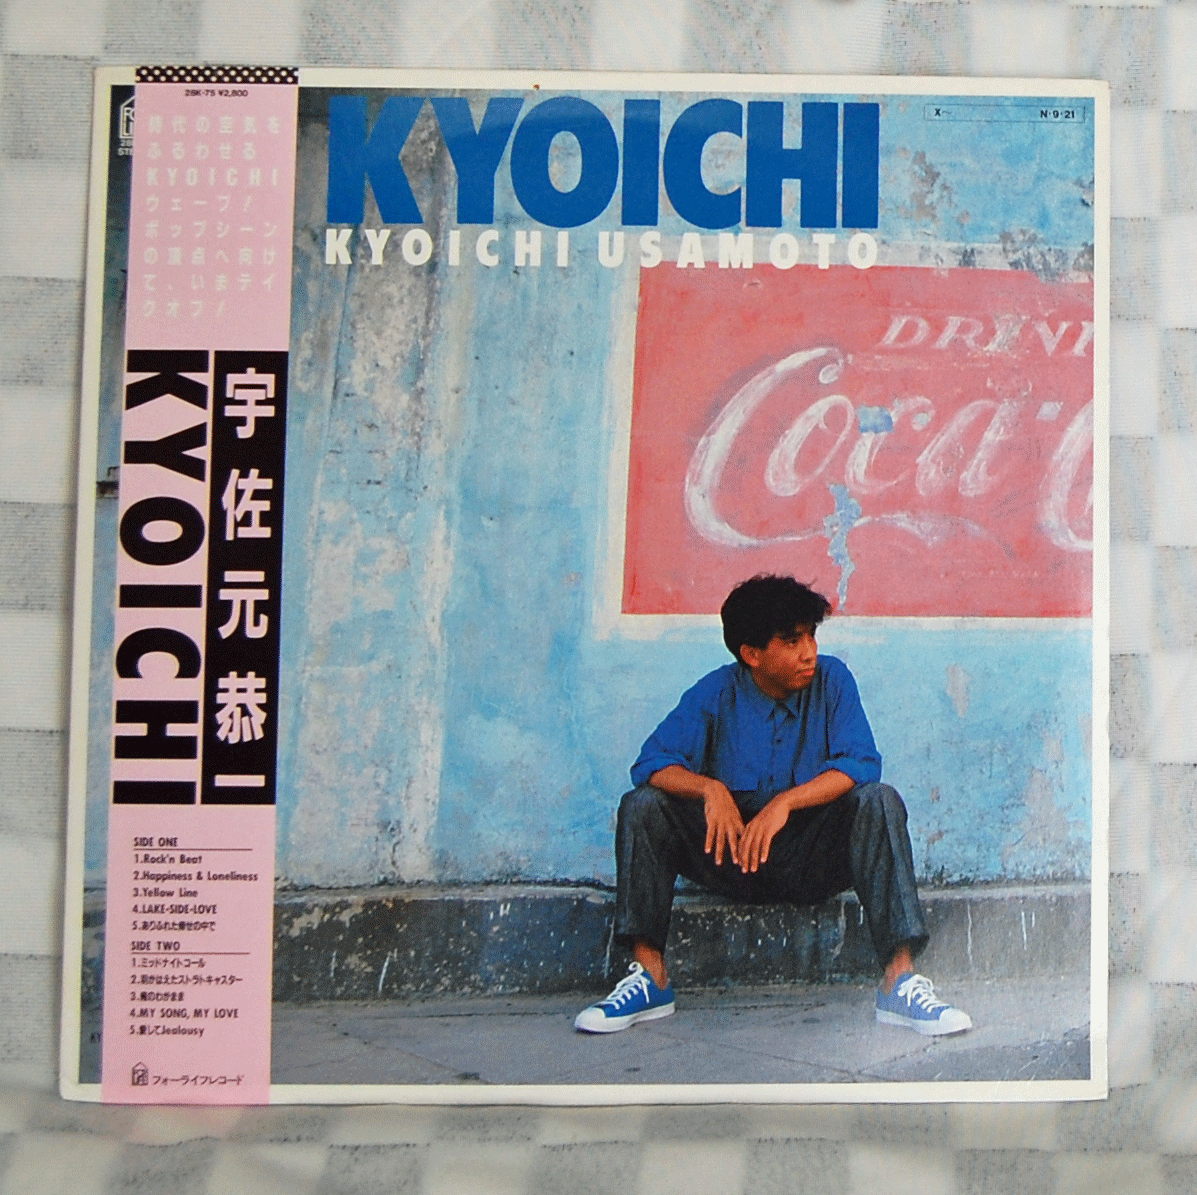 28K-75 ¥2,800
時代の空気を
ふるわせる
KYOICHI
ウェーブ!
ポップシーン
の頂点へ向け
て、いまテイ
クオフ!
宇佐元恭一
KYOICHI
SIDE ONE
1.Rock'n Beat
2.Happiness & Loneliness
3.Yellow Line
4.LAKE-SIDE-LOVE
5.ありふれた幸せの中で
SIDE TWO
1.ミッドナイトコール
2.羽がはえたストラトキャスター
3.俺のわがまま
4.MY SONG, MY LOVE
5.愛してJealousy
フォーライフレコード
KYOICHI
KYOICHI USAMOTO
X〜 N・9・21
DRINK
Coca-C